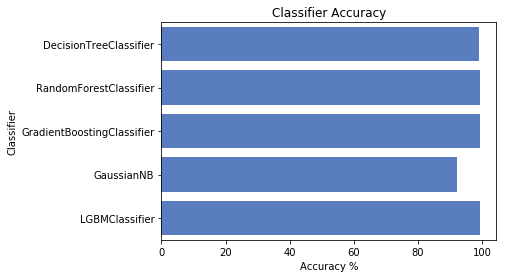 Classifier Accuracy
DecisionTreeClassifier
RandomForestClassifier
GradientBoostingClassifier
GaussianNB
LGBMClassifier
Classifier
0 20 40 60 80 100
Accuracy %